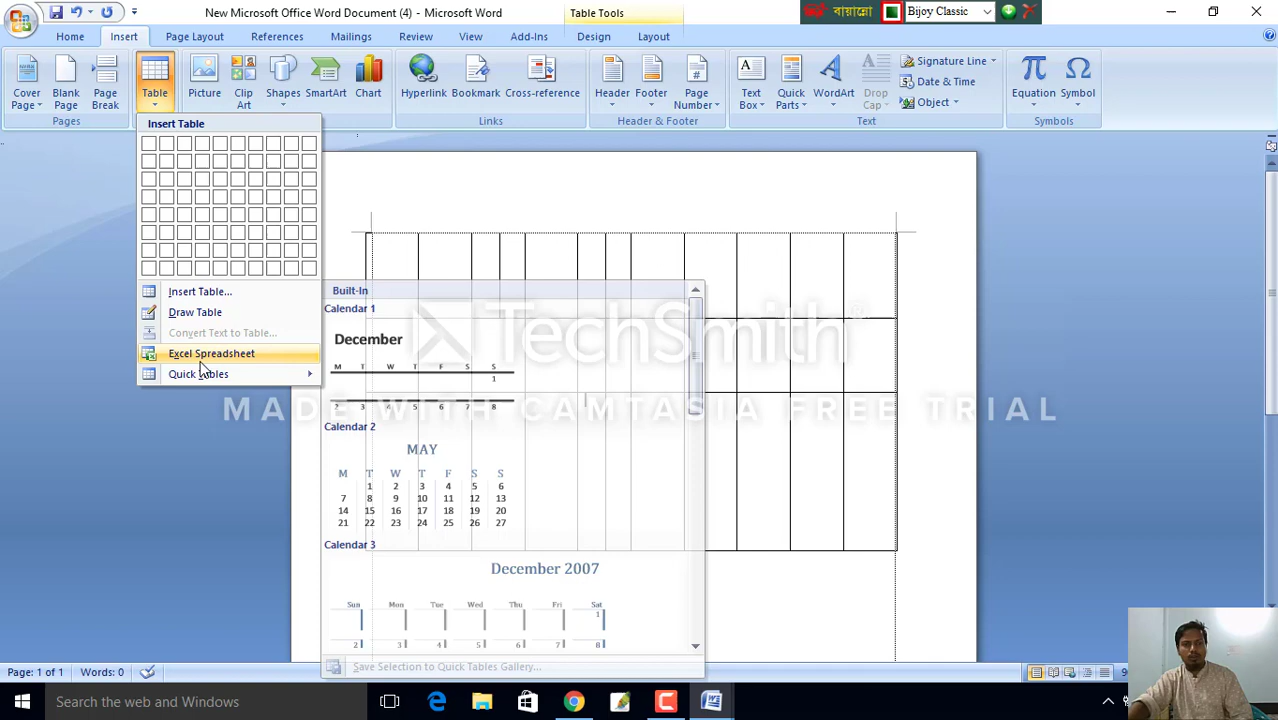 New Microsoft Office Word Document (4) - Microsoft Word
Table Tools
বায়ান্নো
Bijoy Classic
Home
Insert
Page Layout
References
Mailings
Review
View
Add-Ins
Design
Layout
Cover Page
Blank Page
Page Break
Table
Picture
Clip Art
Shapes
SmartArt
Chart
Hyperlink
Bookmark
Cross-reference
Header
Footer
Page Number
Text Box
Quick Parts
WordArt
Drop Cap
Signature Line
Date & Time
Object
Equation
Symbol
Pages
Links
Header & Footer
Text
Symbols
Insert Table
Insert Table...
Draw Table
Convert Text to Table...
Excel Spreadsheet
Quick Tables
Built-In
Calendar 1
December
M T W T F S S
1
2 3 4 5 6 7 8
Calendar 2
MAY
M T W T F S S
1 2 3 4 5 6
7 8 9 10 11 12 13
14 15 16 17 18 19 20
21 22 23 24 25 26 27
Calendar 3
December 2007
Sun Mon Tue Wed Thu Fri Sat
1
2 3 4 5 6 7 8
Save Selection to Quick Tables Gallery...
TechSmith
MADE WITH CAMTASIA FREE TRIAL
Page: 1 of 1
Words: 0
Search the web and Windows